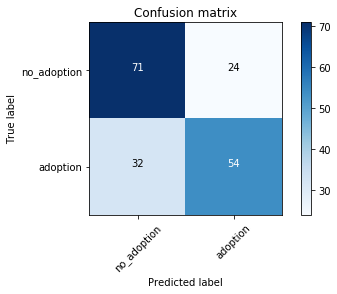 Confusion matrix
True label
no_adoption
71
24
adoption
32
54
no_adoption
adoption
Predicted label
70
60
50
40
30